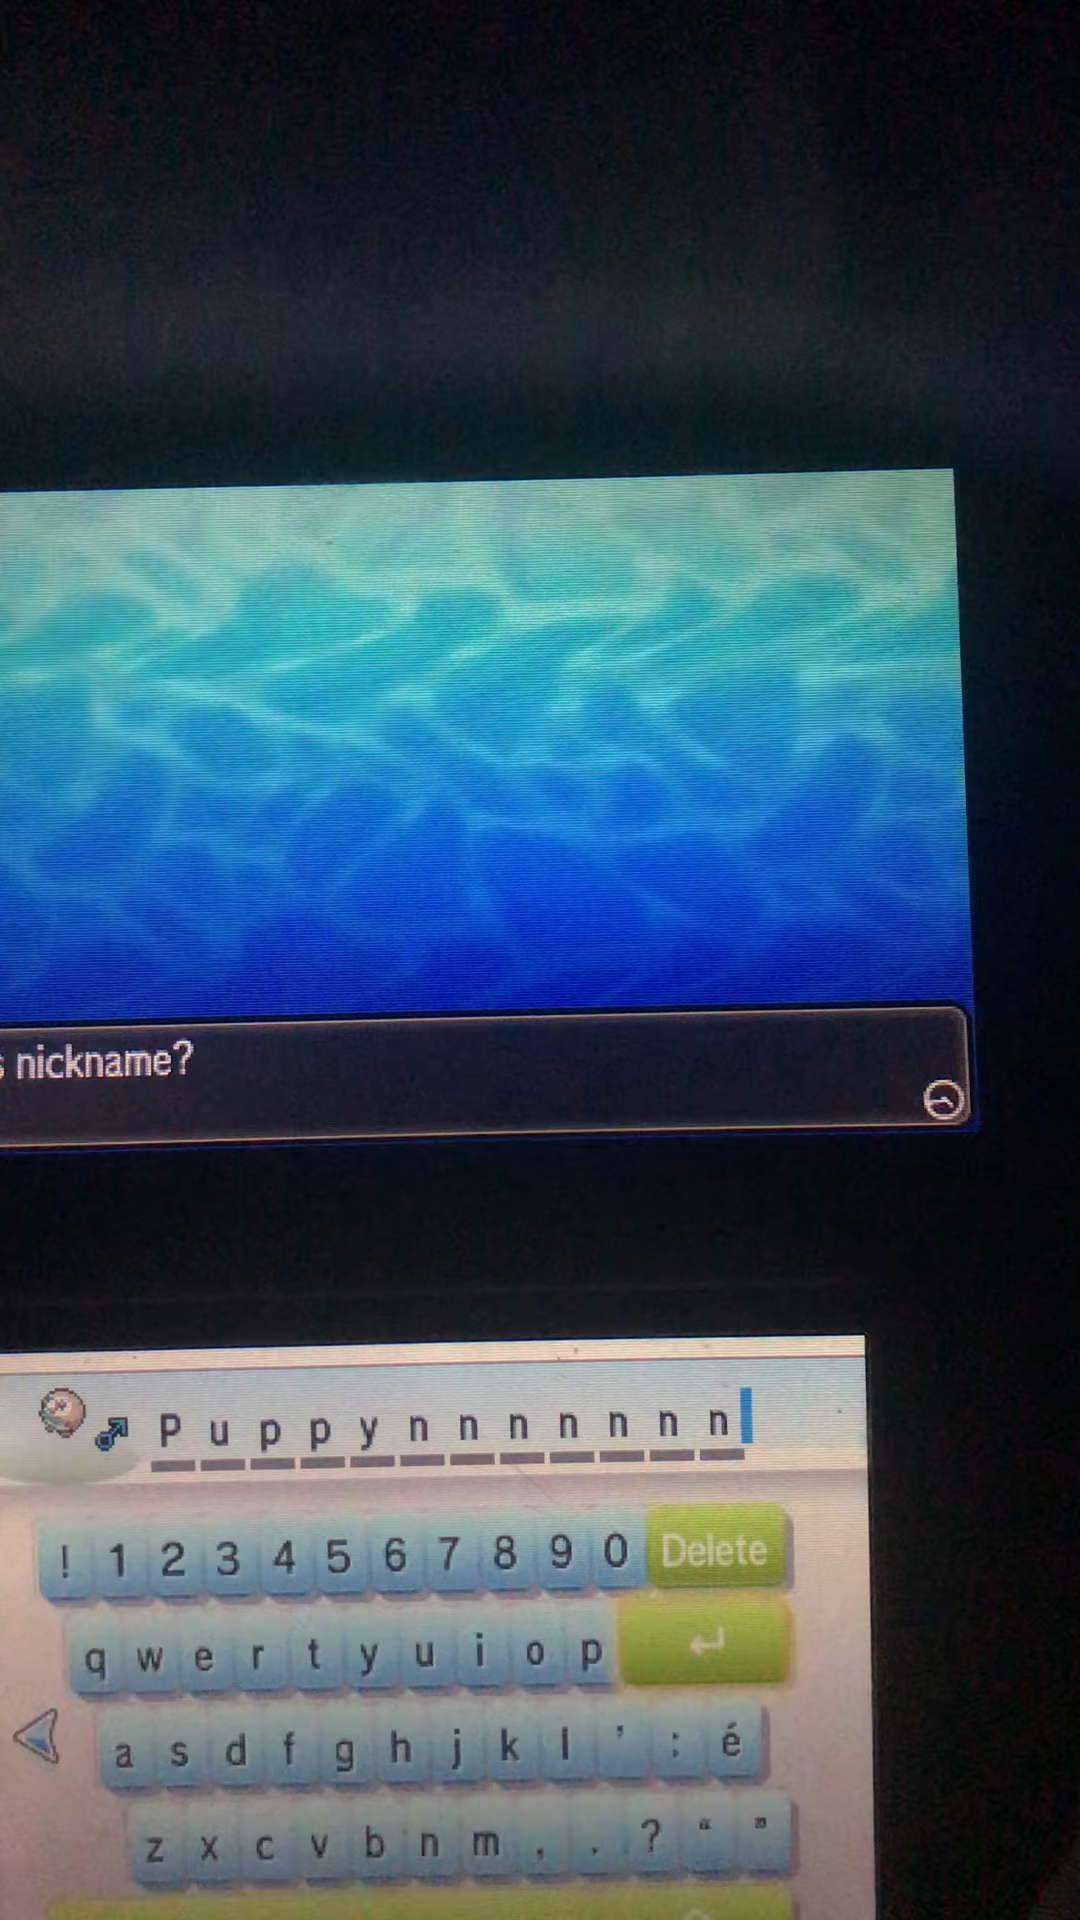 s nickname?
Puppynnnnnnn
! 1 2 3 4 5 6 7 8 9 0 Delete
q w e r t y u i o p
a s d f g h j k l ’ : é
z x c v b n m , . ? “ ”